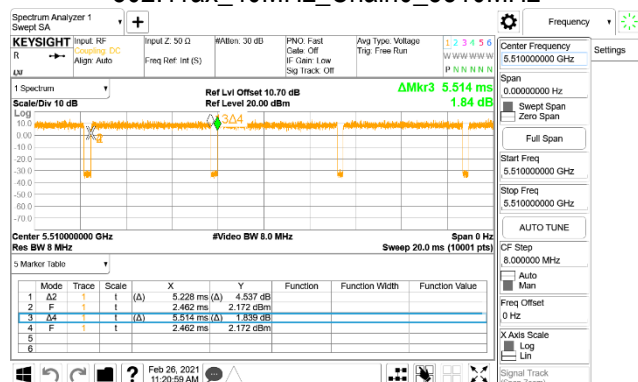 Spectrum Analyzer 1
Swept SA
Frequency
Settings
KEYSIGHT
R
Input: RF
Coupling: DC
Align: Auto
Input Z: 50 Ω
Freq Ref: Int (S)
#Atten: 30 dB
PNO: Fast
Gate: Off
IF Gain: Low
Sig Track: Off
Avg Type: Voltage
Trig: Free Run
1 2 3 4 5 6
W W W W W W
P N N N N N
1 Spectrum
Scale/Div 10 dB
Log
Ref Lvl Offset 10.70 dB
Ref Level 20.00 dBm
ΔMkr3 5.514 ms
1.84 dB
10.0
0.00
-10.0
-20.0
-30.0
-40.0
-50.0
-60.0
-70.0
3Δ4
Center 5.510000000 GHz
Res BW 8 MHz
#Video BW 8.0 MHz
Span 0 Hz
Sweep 20.0 ms (10001 pts)
5 Marker Table
Mode Trace Scale X Y Function Function Width Function Value
1 Δ2 1 t (Δ) 5.228 ms (Δ) 4.537 dB
2 F 1 t 2.462 ms 2.172 dBm
3 Δ4 1 t (Δ) 5.514 ms (Δ) 1.839 dB
4 F 1 t 2.462 ms 2.172 dBm
5
6
Feb 26, 2021
11:20:59 AM
Center Frequency
5.510000000 GHz
Span
0.00000000 Hz
Swept Span
Zero Span
Full Span
Start Freq
5.510000000 GHz
Stop Freq
5.510000000 GHz
AUTO TUNE
CF Step
8.000000 MHz
Auto
Man
Freq Offset
0 Hz
X Axis Scale
Log
Lin
Signal Track